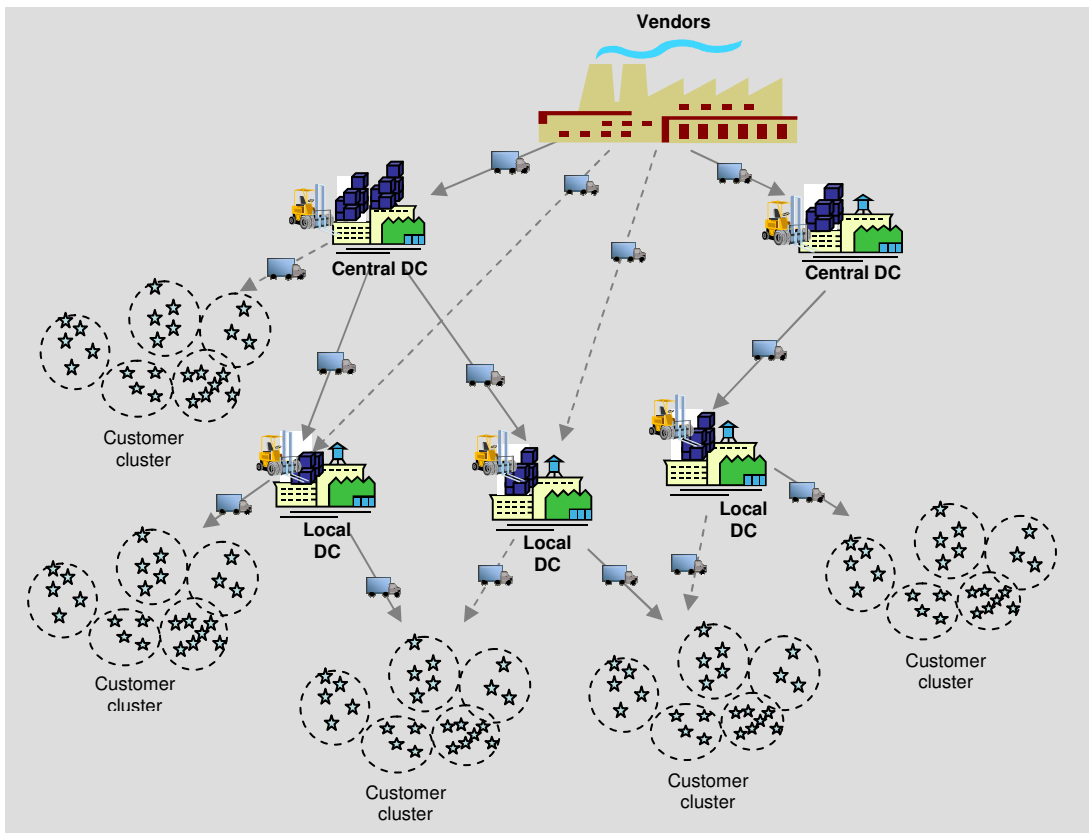 Vendors
Central DC
Central DC
Customer
cluster
Local
DC
Local
DC
Local
DC
Customer
cluster
Customer
cluster
Customer
cluster
Customer
cluster